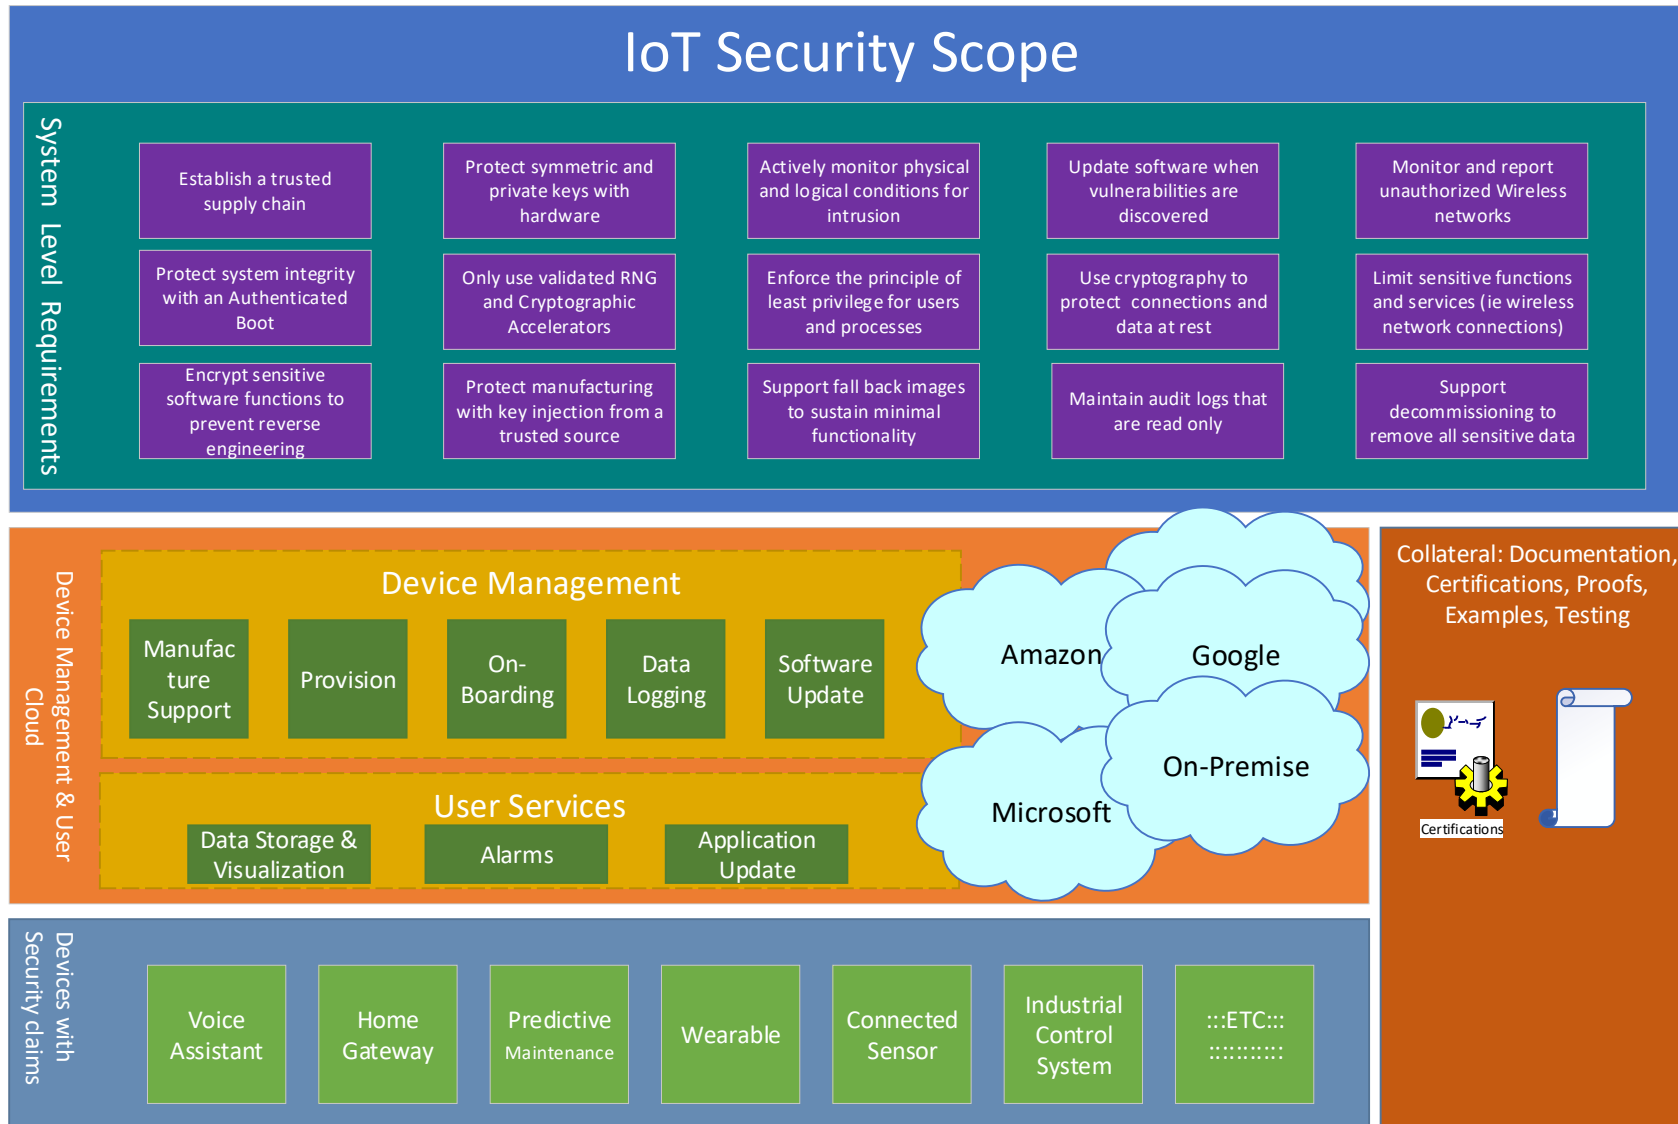 IoT Security Scope
System Level Requirements
Establish a trusted
supply chain
Protect symmetric and
private keys with
hardware
Actively monitor physical
and logical conditions for
intrusion
Update software when
vulnerabilities are
discovered
Monitor and report
unauthorized Wireless
networks
Protect system integrity
with an Authenticated
Boot
Only use validated RNG
and Cryptographic
Accelerators
Enforce the principle of
least privilege for users
and processes
Use cryptography to
protect connections and
data at rest
Limit sensitive functions
and services (ie wireless
network connections)
Encrypt sensitive
software functions to
prevent reverse
engineering
Protect manufacturing
with key injection from a
trusted source
Support fall back images
to sustain minimal
functionality
Maintain audit logs that
are read only
Support
decommissioning to
remove all sensitive data
Device Management & User
Cloud
Device Management
Manufac
ture
Support
Provision
On-
Boarding
Data
Logging
Software
Update
User Services
Data Storage &
Visualization
Alarms
Application
Update
Amazon
Google
Microsoft
On-Premise
Collateral: Documentation,
Certifications, Proofs,
Examples, Testing
Certifications
Devices with
Security claims
Voice
Assistant
Home
Gateway
Predictive
Maintenance
Wearable
Connected
Sensor
Industrial
Control
System
:::ETC:::
:::::::::::